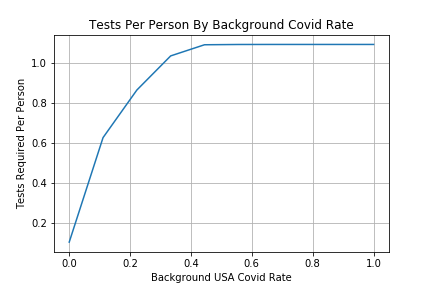 Tests Per Person By Background Covid Rate
Tests Required Per Person
1.0
0.8
0.6
0.4
0.2
0.0 0.2 0.4 0.6 0.8 1.0
Background USA Covid Rate